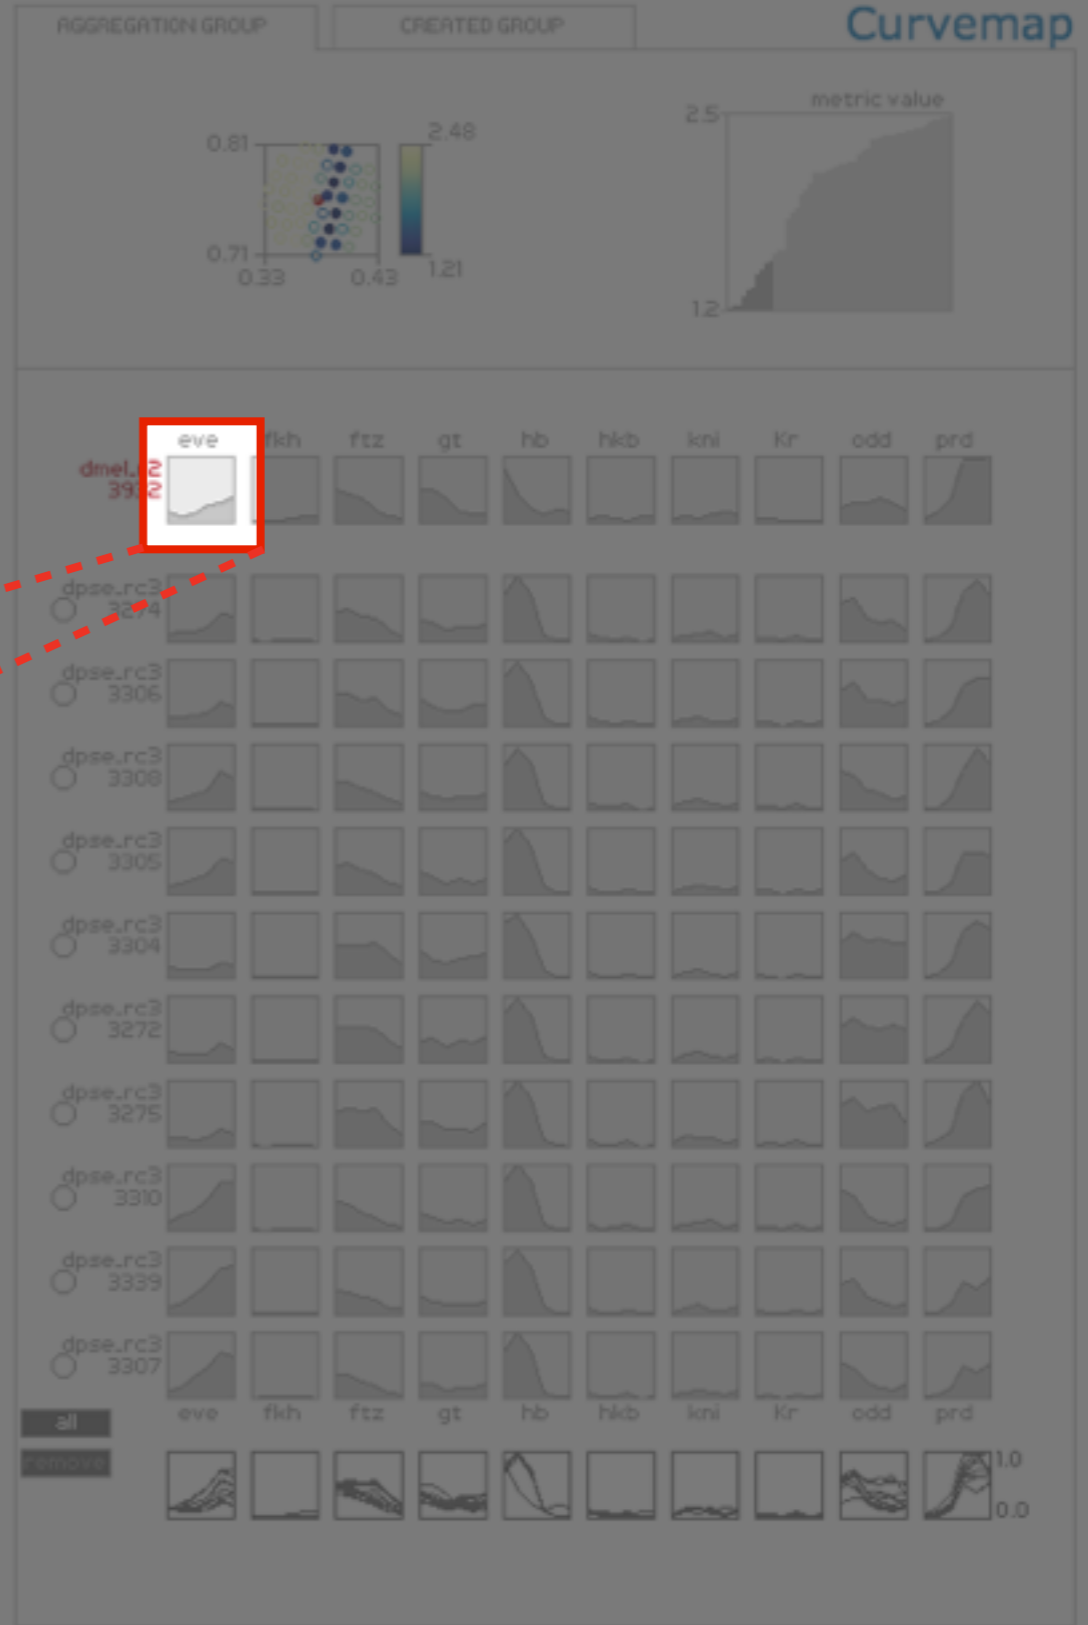 AGGREGATION GROUP CREATED GROUP Curvemap
metric value
2.5
1.2
0.81
0.71
0.33 0.43
2.48
1.21
eve fkh ftz gt hb hkb kni Kr odd prd
dmel.
dpse.rc3
3274
dpse.rc3
3306
dpse.rc3
3308
dpse.rc3
3305
dpse.rc3
3304
dpse.rc3
3272
dpse.rc3
3275
dpse.rc3
3310
dpse.rc3
3339
dpse.rc3
3307
eve fkh ftz gt hb hkb kni Kr odd prd
all
remove
1.0
0.0